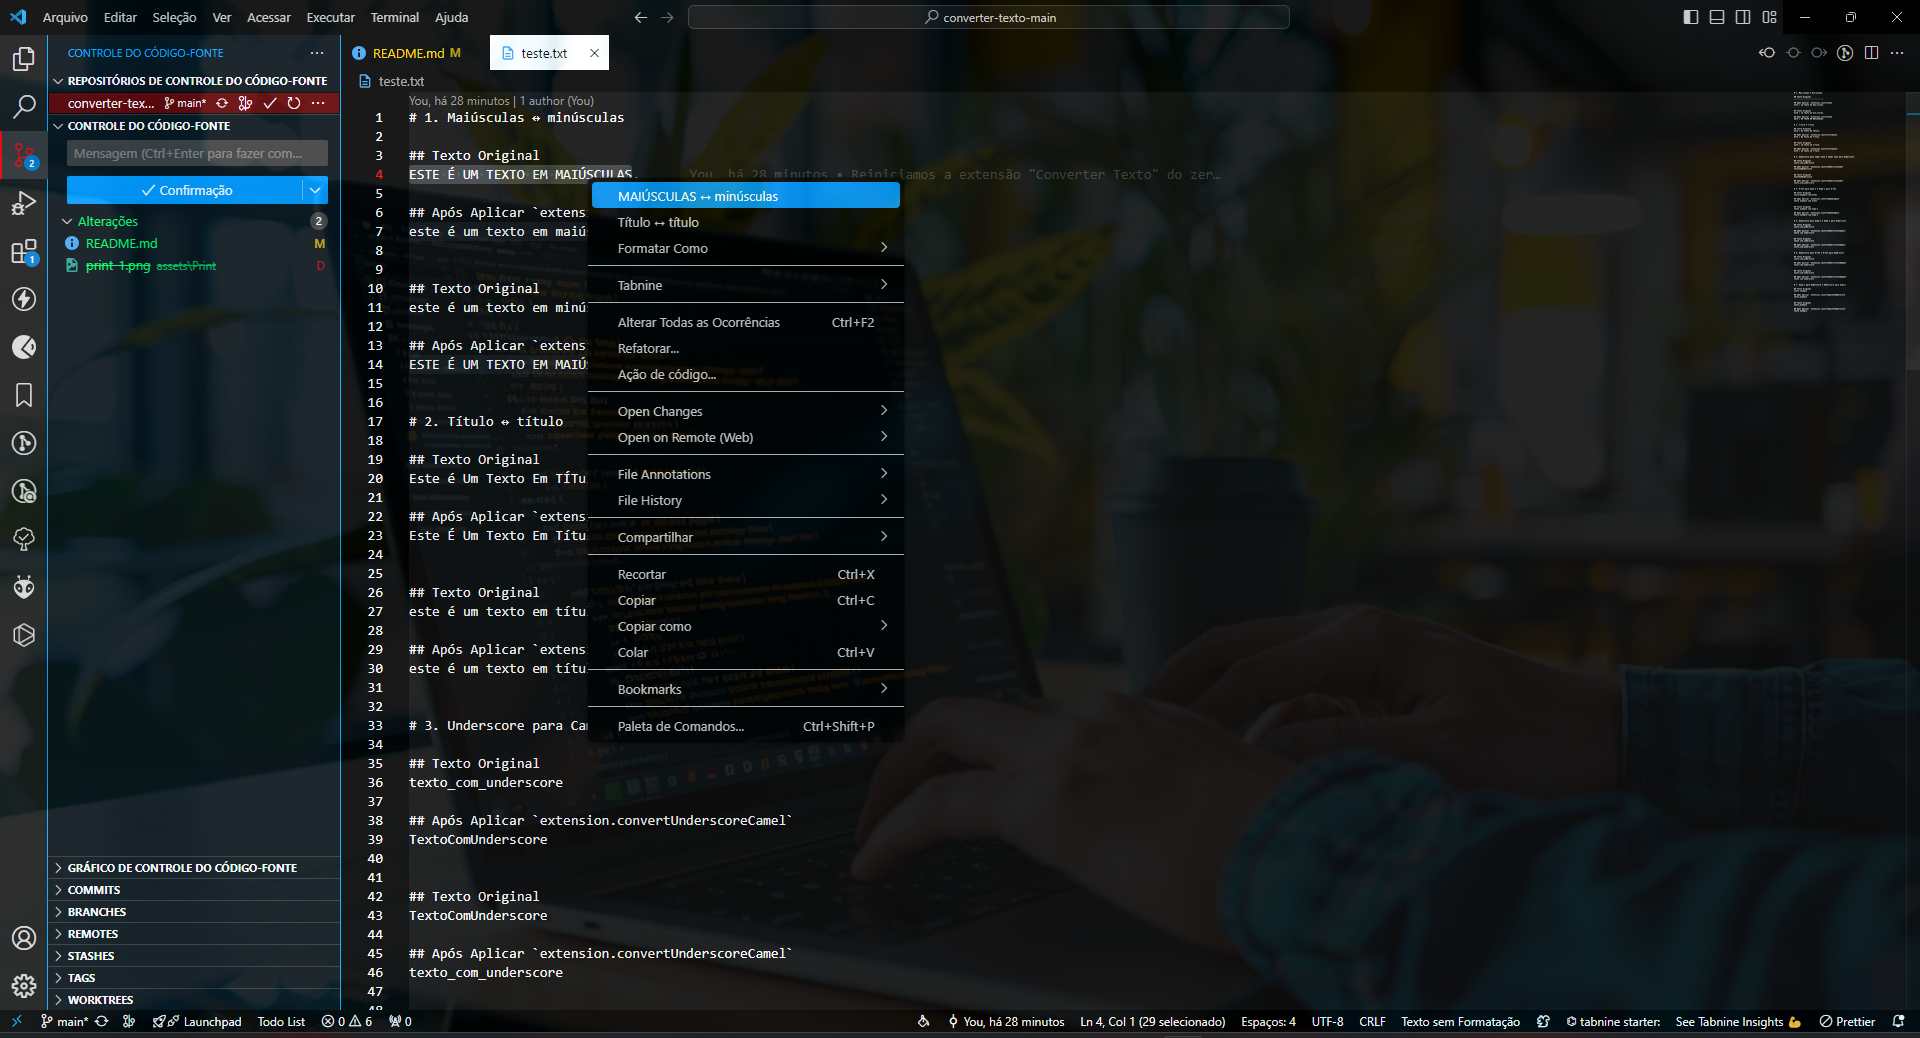 Arquivo Editar Seleção Ver Acessar Executar Terminal Ajuda
converter-texto-main
CONTROLE DO CÓDIGO-FONTE
REPOSITÓRIOS DE CONTROLE DO CÓDIGO-FONTE
converter-tex... main*
CONTROLE DO CÓDIGO-FONTE
Mensagem (Ctrl+Enter para fazer com...
Confirmação
Alterações 2
README.md M
print-1.png assets\Print D
2
1
GRÁFICO DE CONTROLE DO CÓDIGO-FONTE
COMMITS
BRANCHES
REMOTES
STASHES
TAGS
WORKTREES
README.md M teste.txt
teste.txt
You, há 28 minutos | 1 author (You)
1 # 1. Maiúsculas ↔ minúsculas
2
3 ## Texto Original
4 ESTE É UM TEXTO EM MAIÚSCULAS. You, há 28 minutos • Reiniciamos a extensão "Converter Texto" do zer…
5
6 ## Após Aplicar `extens
7 este é um texto em maiú
8
9
10 ## Texto Original
11 este é um texto em minú
12
13 ## Após Aplicar `extens
14 ESTE É UM TEXTO EM MAIÚ
15
16
17 # 2. Título ↔ título
18
19 ## Texto Original
20 Este é Um Texto Em TÍTu
21
22 ## Após Aplicar `extens
23 Este É Um Texto Em Títu
24
25
26 ## Texto Original
27 este é um texto em títu
28
29 ## Após Aplicar `extens
30 este é um texto em títu
31
32
33 # 3. Underscore para Ca
34
35 ## Texto Original
36 texto_com_underscore
37
38 ## Após Aplicar `extension.convertUnderscoreCamel`
39 TextoComUnderscore
40
41
42 ## Texto Original
43 TextoComUnderscore
44
45 ## Após Aplicar `extension.convertUnderscoreCamel`
46 texto_com_underscore
47
48
MAIÚSCULAS ↔ minúsculas
Título ↔ título
Formatar Como
Tabnine
Alterar Todas as Ocorrências Ctrl+F2
Refatorar...
Ação de código...
Open Changes
Open on Remote (Web)
File Annotations
File History
Compartilhar
Recortar Ctrl+X
Copiar Ctrl+C
Copiar como
Colar Ctrl+V
Bookmarks
Paleta de Comandos... Ctrl+Shift+P
main* Launchpad Todo List 0 6 0 You, há 28 minutos Ln 4, Col 1 (29 selecionado) Espaços: 4 UTF-8 CRLF Texto sem Formatação tabnine starter: See Tabnine Insights 💪 Prettier